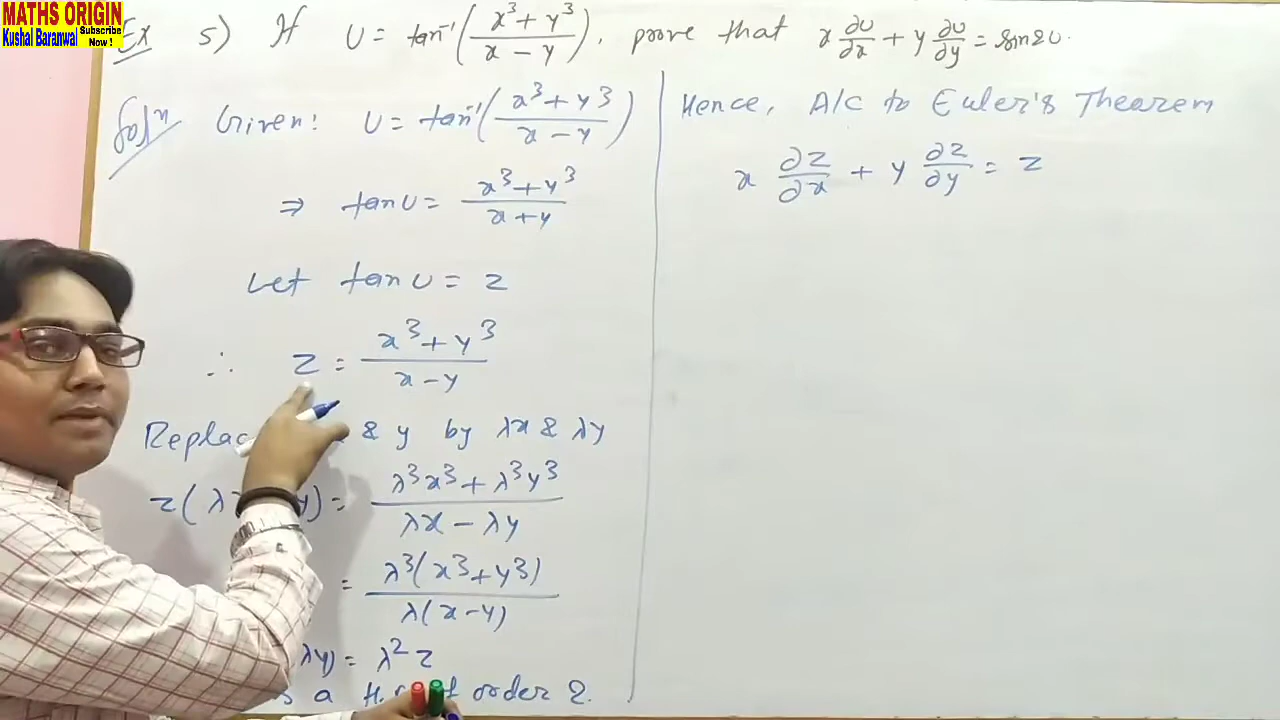 MATHS ORIGIN
Kushal Baranwal Subscribe Now !
Ex 5) If U = tan⁻¹((x³ + y³)/(x - y)), prove that x ∂U/∂x + y ∂U/∂y = sin2U.
Solⁿ Given: U = tan⁻¹((x³ + y³)/(x - y))
⇒ tan U = (x³ + y³)/(x + y)
Let tan U = z
∴ z = (x³ + y³)/(x - y)
Replac & y by λx & λy
z(λ y) = (λ³x³ + λ³y³)/(λx - λy)
= λ³(x³ + y³)/λ(x - y)
λy) = λ² z
s a H. of order 2.
Hence, A/C to Euler's Theorem
x ∂z/∂x + y ∂z/∂y = z